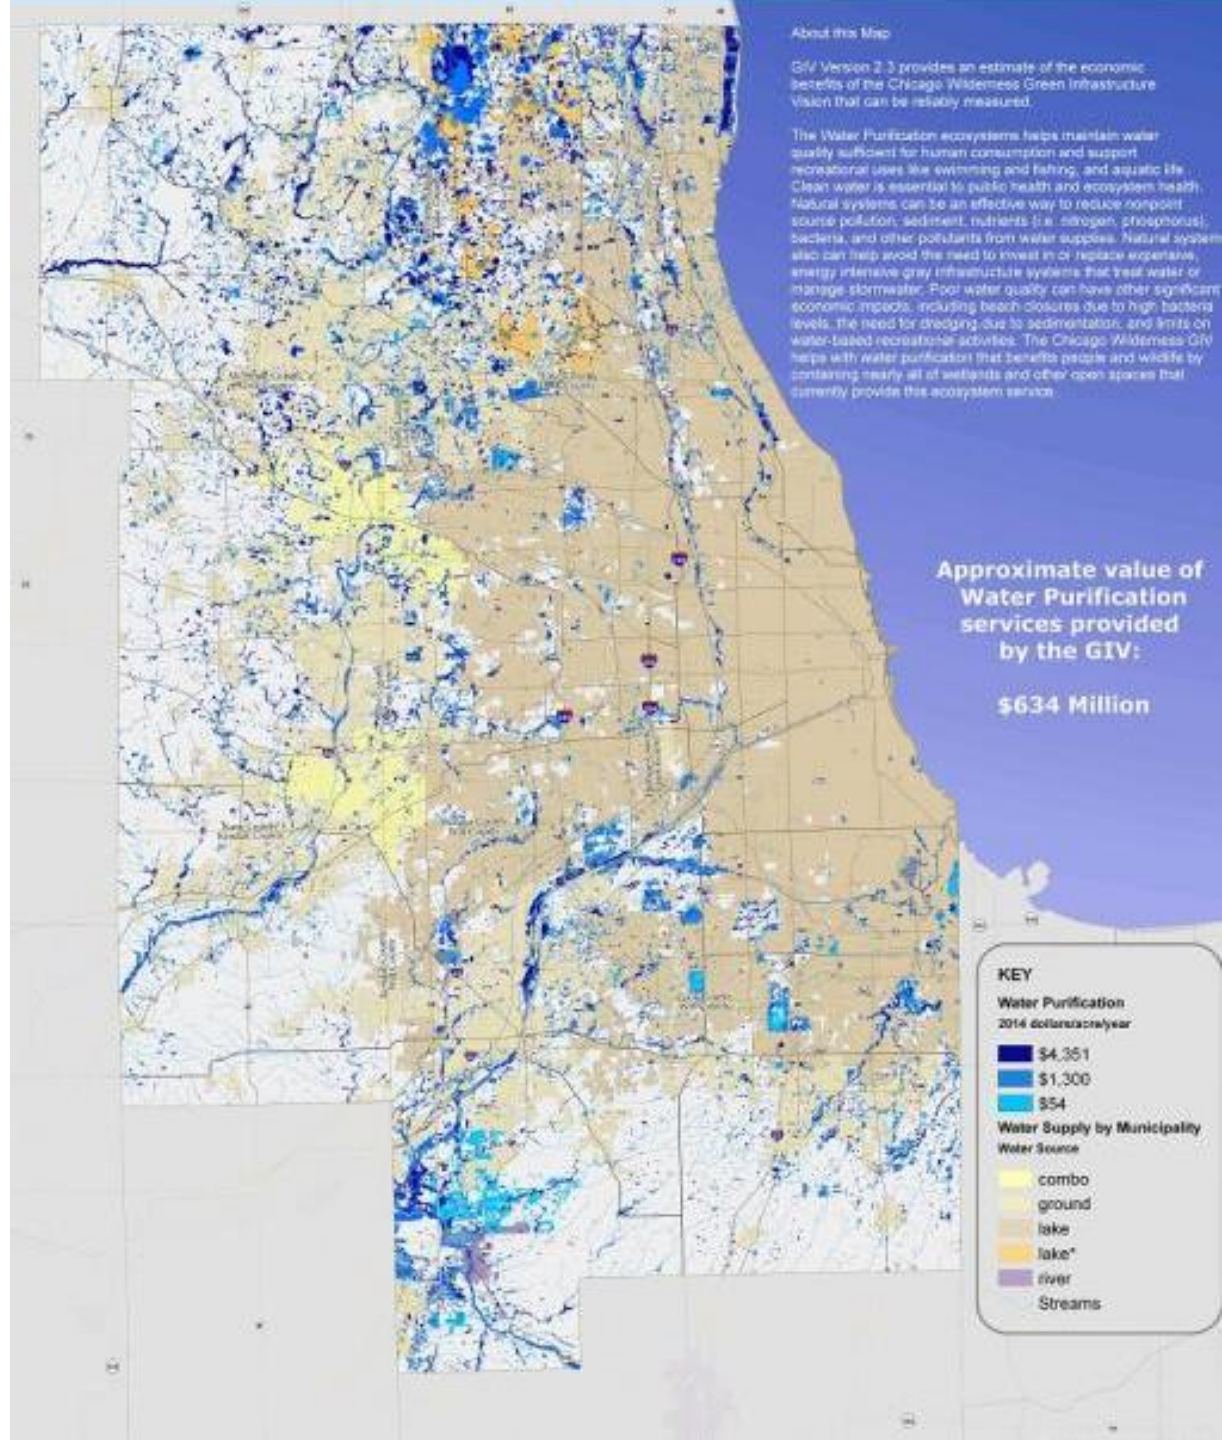 About this Map
GIV Version 2.3 provides an estimate of the economic
benefits of the Chicago Wilderness Green Infrastructure
Vision that can be reliably measured.
The Water Purification ecosystems helps maintain water
quality sufficient for human consumption and support
recreational uses like swimming and fishing, and aquatic life.
Clean water is essential to public health and ecosystem health.
Natural systems can be an effective way to reduce nonpoint
source pollution, sediment, nutrients (i.e. nitrogen, phosphorus),
bacteria, and other pollutants from water supplies. Natural system
also can help avoid the need to invest in or replace expensive,
energy intensive gray infrastructure systems that treat water or
manage stormwater. Poor water quality can have other significant
economic impacts, including beach closures due to high bacteria
levels, the need for dredging due to sedimentation, and limits on
water-based recreational activities. The Chicago Wilderness GIV
helps with water purification that benefits people and wildlife by
containing nearly all of wetlands and other open spaces that
currently provide this ecosystem service.
Approximate value of
Water Purification
services provided
by the GIV:
$634 Million
KEY
Water Purification
2014 dollars/acre/year
$4,351
$1,300
$54
Water Supply by Municipality
Water Source
combo
ground
lake
lake*
river
Streams